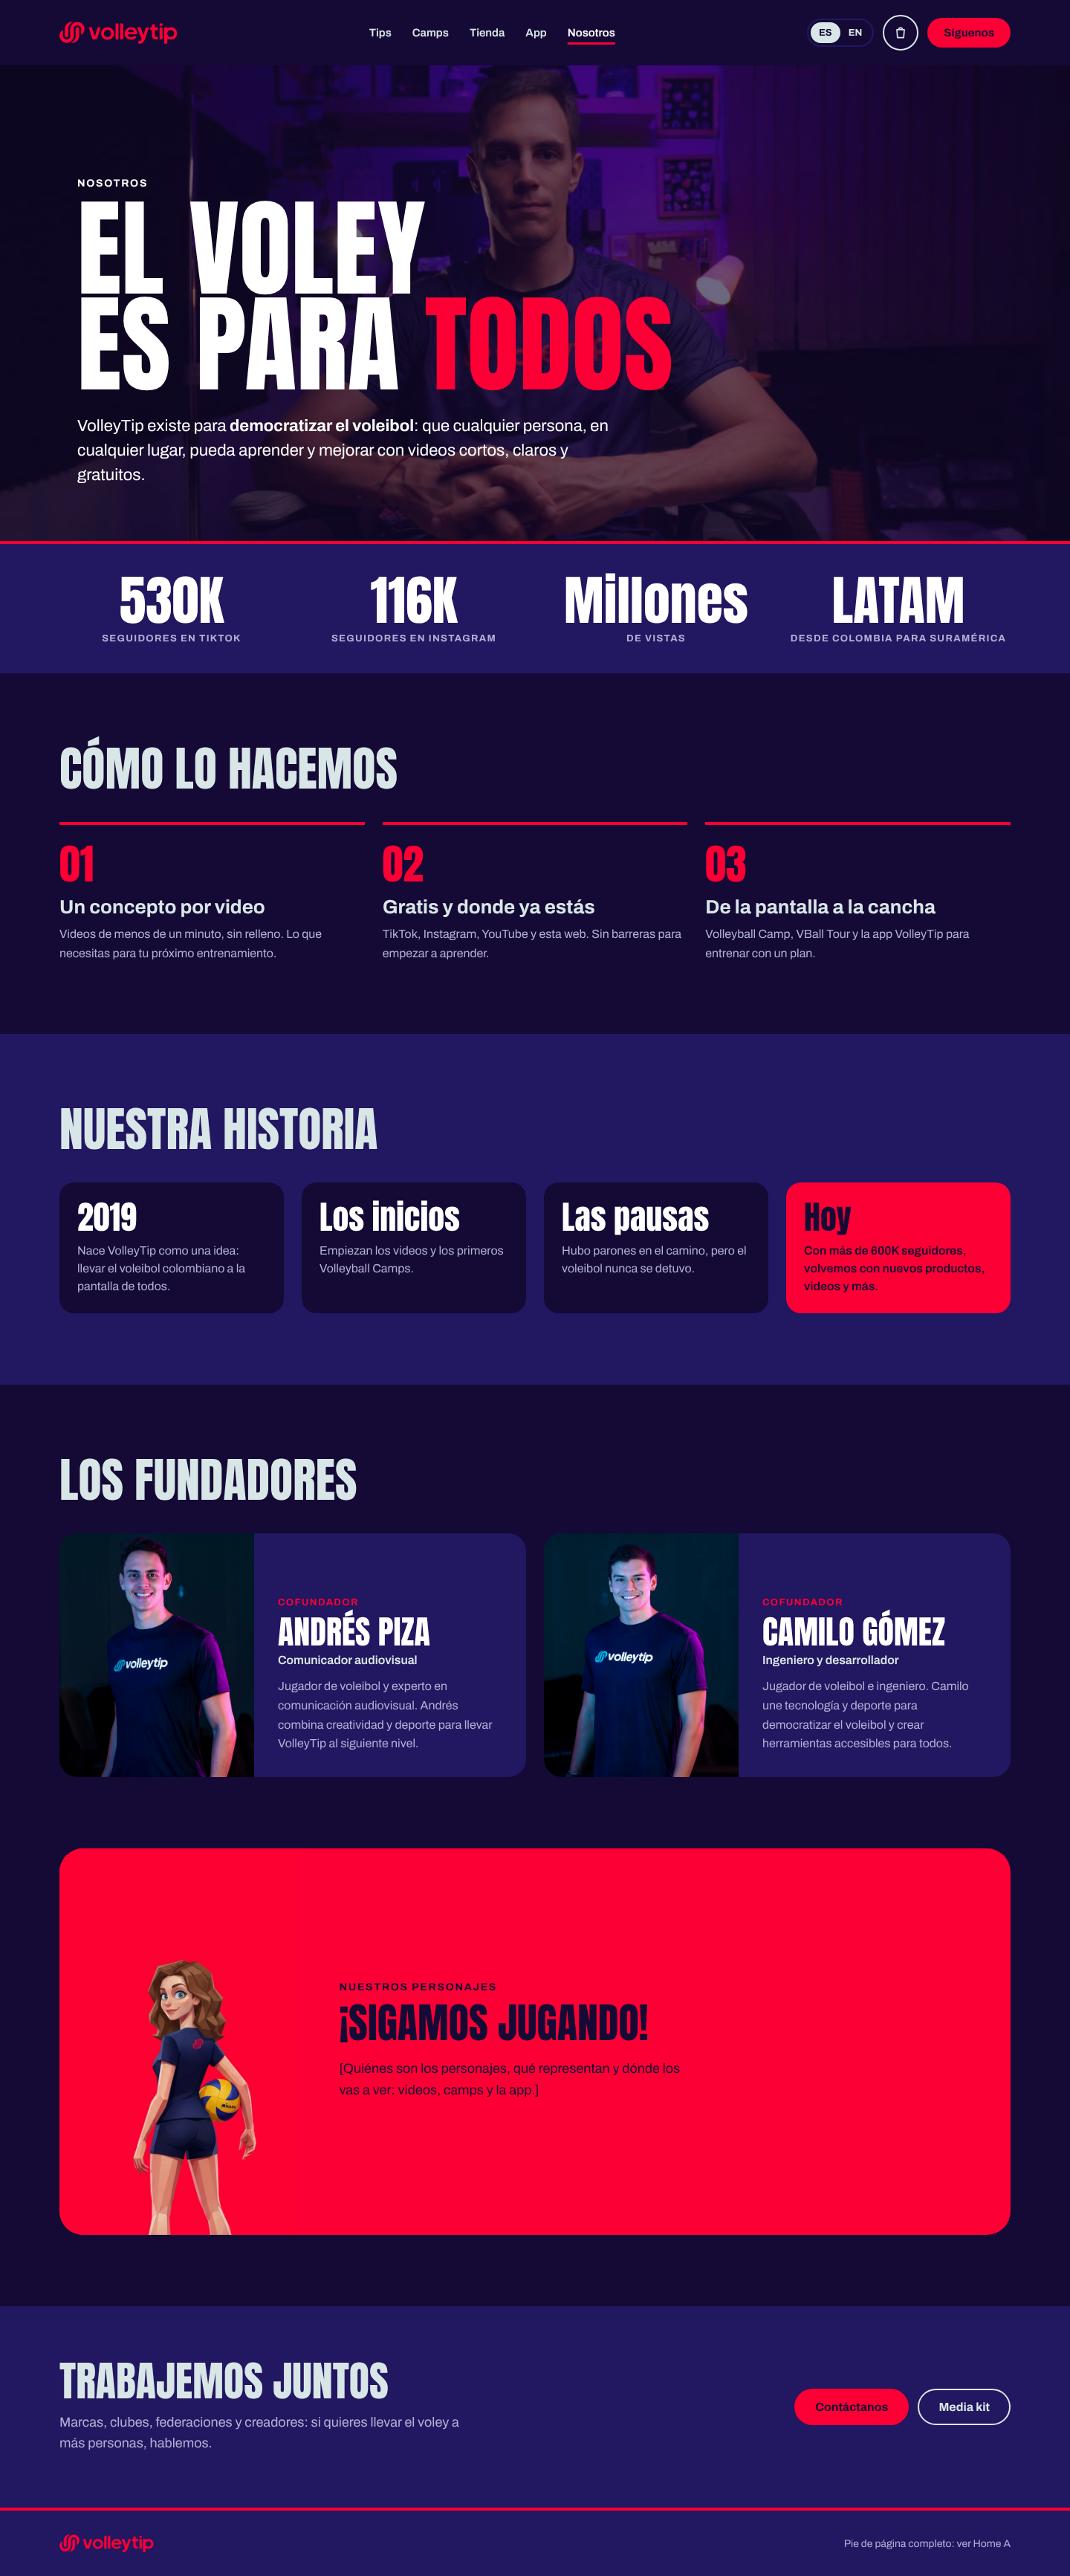 volleytip
Tips Camps Tienda App Nosotros
ES EN
Síguenos
NOSOTROS
EL VOLEY
ES PARA TODOS
VolleyTip existe para democratizar el voleibol: que cualquier persona, en
cualquier lugar, pueda aprender y mejorar con videos cortos, claros y
gratuitos.
530K
SEGUIDORES EN TIKTOK
116K
SEGUIDORES EN INSTAGRAM
Millones
DE VISTAS
LATAM
DESDE COLOMBIA PARA SURAMÉRICA
CÓMO LO HACEMOS
01
Un concepto por video
Videos de menos de un minuto, sin relleno. Lo que
necesitas para tu próximo entrenamiento.
02
Gratis y donde ya estás
TikTok, Instagram, YouTube y esta web. Sin barreras para
empezar a aprender.
03
De la pantalla a la cancha
Volleyball Camp, VBall Tour y la app VolleyTip para
entrenar con un plan.
NUESTRA HISTORIA
2019
Nace VolleyTip como una idea:
llevar el voleibol colombiano a la
pantalla de todos.
Los inicios
Empiezan los videos y los primeros
Volleyball Camps.
Las pausas
Hubo parones en el camino, pero el
voleibol nunca se detuvo.
Hoy
Con más de 600K seguidores,
volvemos con nuevos productos,
videos y más.
LOS FUNDADORES
volleytip
COFUNDADOR
ANDRÉS PIZA
Comunicador audiovisual
Jugador de voleibol y experto en
comunicación audiovisual. Andrés
combina creatividad y deporte para llevar
VolleyTip al siguiente nivel.
volleytip
COFUNDADOR
CAMILO GÓMEZ
Ingeniero y desarrollador
Jugador de voleibol e ingeniero. Camilo
une tecnología y deporte para
democratizar el voleibol y crear
herramientas accesibles para todos.
NUESTROS PERSONAJES
¡SIGAMOS JUGANDO!
[Quiénes son los personajes, qué representan y dónde los
vas a ver: videos, camps y la app.]
TRABAJEMOS JUNTOS
Marcas, clubes, federaciones y creadores: si quieres llevar el voley a
más personas, hablemos.
Contáctanos
Media kit
volleytip
Pie de página completo: ver Home A